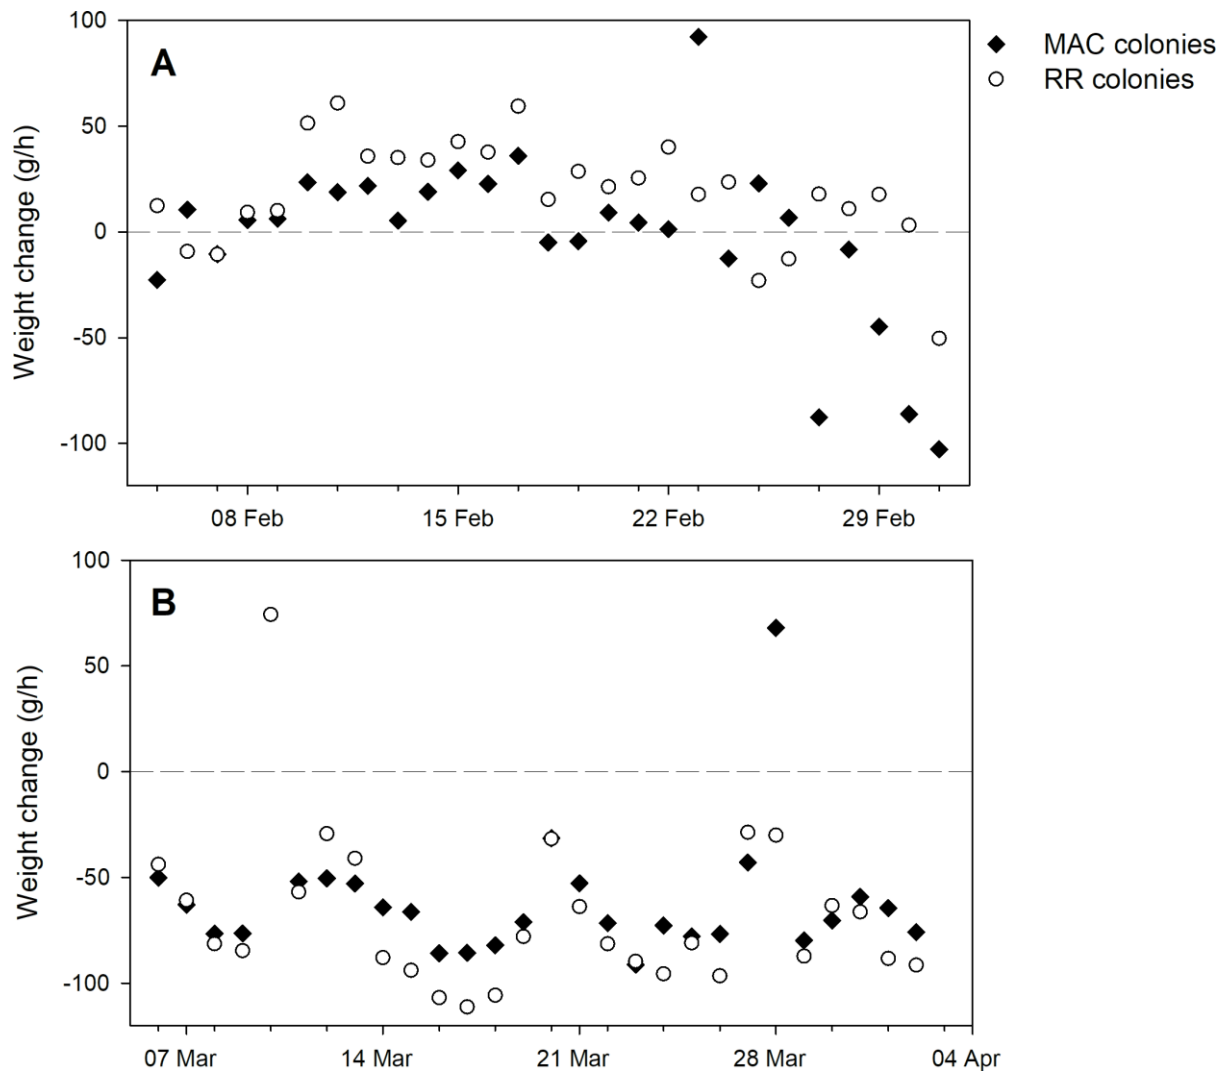 A
MAC colonies
RR colonies
Weight change (g/h)
100
50
0
-50
-100
08 Feb
15 Feb
22 Feb
29 Feb
B
Weight change (g/h)
100
50
0
-50
-100
07 Mar
14 Mar
21 Mar
28 Mar
04 Apr